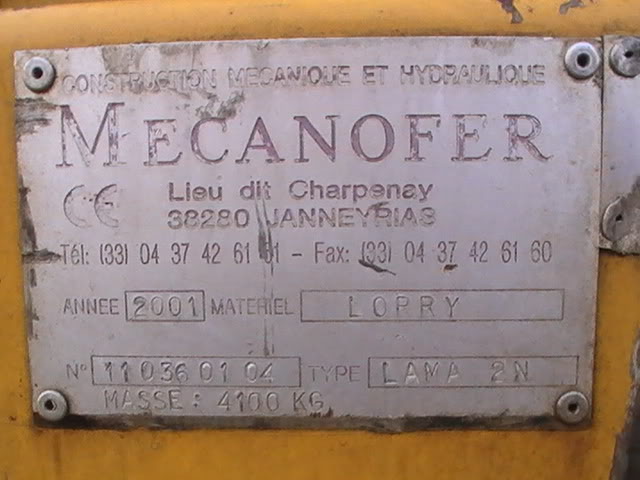 CONSTRUCTION MECANIQUE ET HYDRAULIQUE
MECANOFER
CE
Lieu dit Charpenay
38280 JANNEYRIAS
Tél: (33) 04 37 42 61 61 - Fax: (33) 04 37 42 61 60
ANNEE 2001 MATERIEL LORRY
N° 11 036 01 04 TYPE LAMA 2N
MASSE : 4100 KG